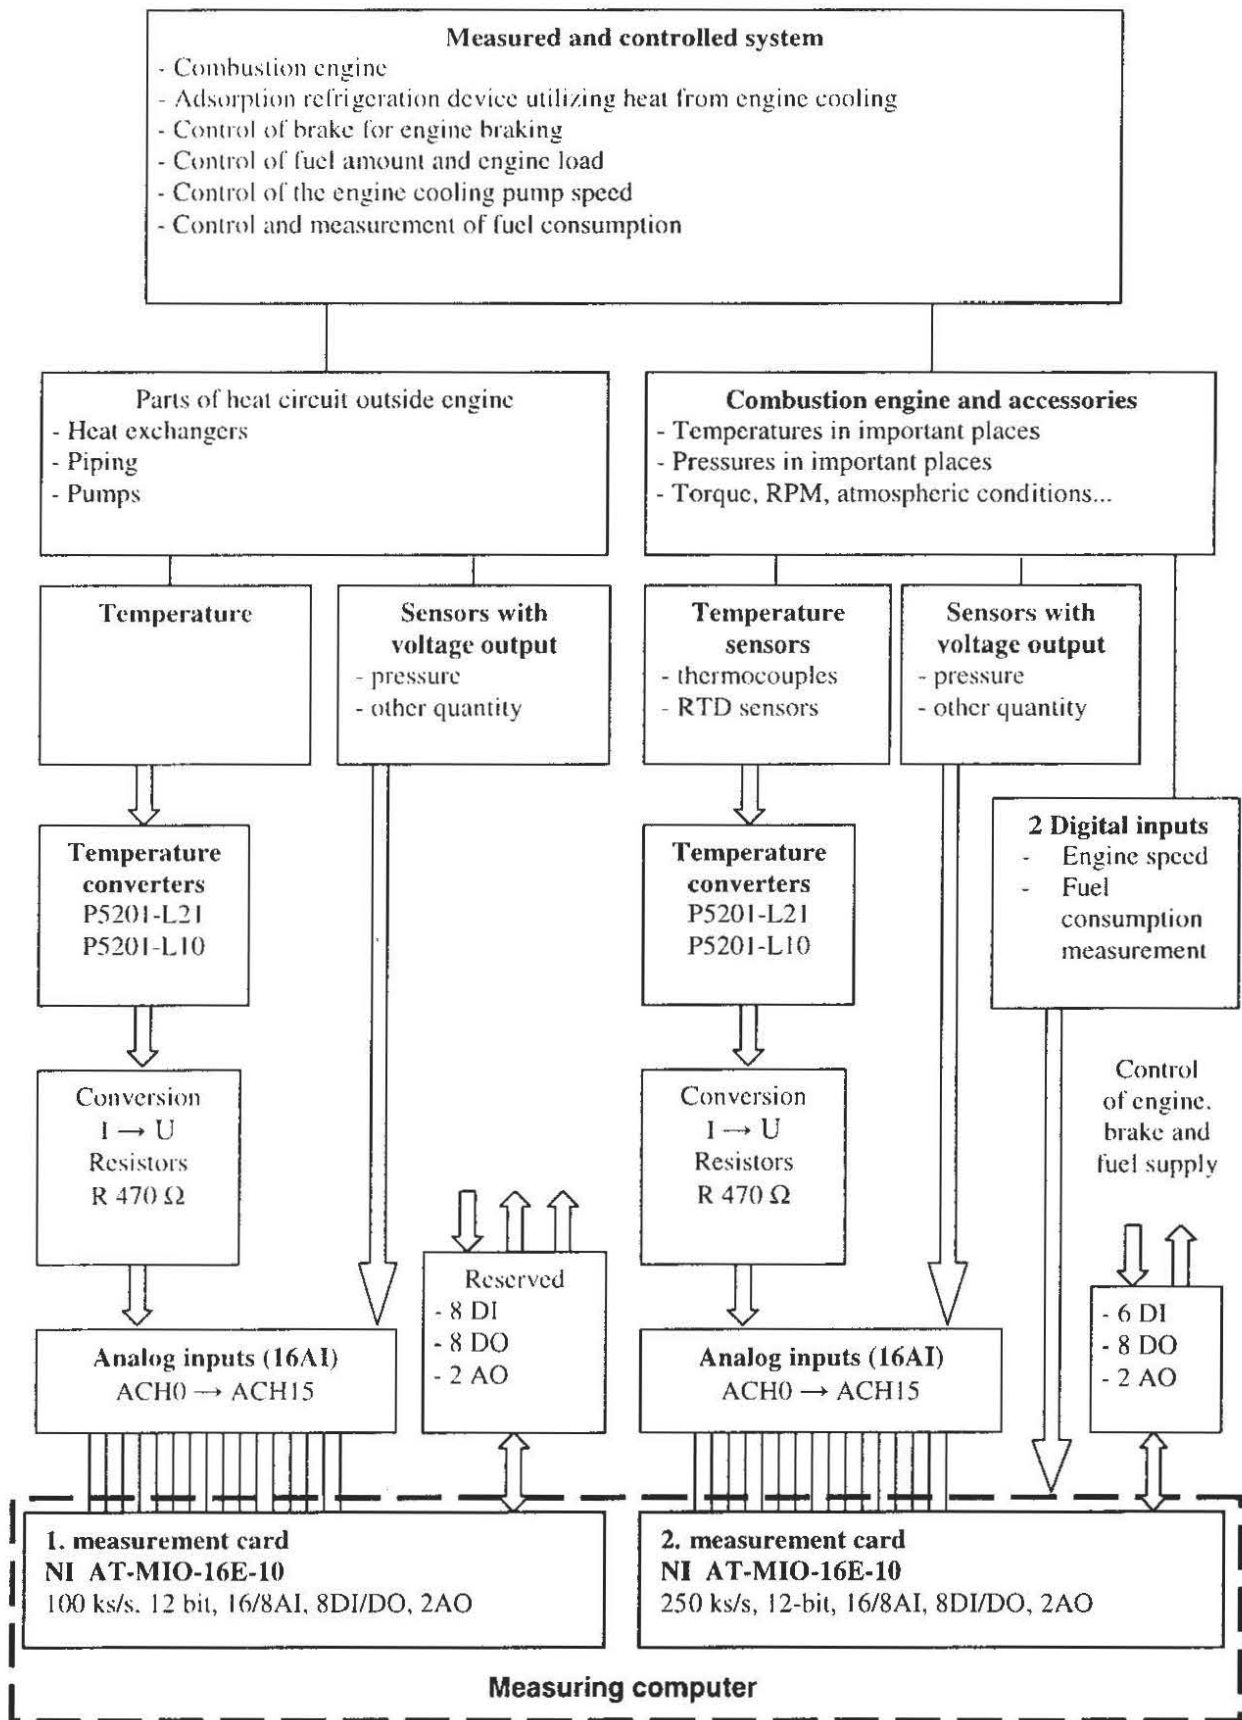 Measured and controlled system
- Combustion engine
- Adsorption refrigeration device utilizing heat from engine cooling
- Control of brake for engine braking
- Control of fuel amount and engine load
- Control of the engine cooling pump speed
- Control and measurement of fuel consumption
Parts of heat circuit outside engine
- Heat exchangers
- Piping
- Pumps
Combustion engine and accessories
- Temperatures in important places
- Pressures in important places
- Torque, RPM, atmospheric conditions...
Temperature
Sensors with
voltage output
- pressure
- other quantity
Temperature
sensors
- thermocouples
- RTD sensors
Sensors with
voltage output
- pressure
- other quantity
Temperature
converters
P5201-L21
P5201-L10
Temperature
converters
P5201-L21
P5201-L10
2 Digital inputs
- Engine speed
- Fuel
consumption
measurement
Conversion
I → U
Resistors
R 470 Ω
Conversion
I → U
Resistors
R 470 Ω
Control
of engine,
brake and
fuel supply
Reserved
- 8 DI
- 8 DO
- 2 AO
- 6 DI
- 8 DO
- 2 AO
Analog inputs (16AI)
ACH0 → ACH15
Analog inputs (16AI)
ACH0 → ACH15
1. measurement card
NI AT-MIO-16E-10
100 ks/s. 12 bit, 16/8AI, 8DI/DO, 2AO
2. measurement card
NI AT-MIO-16E-10
250 ks/s, 12-bit, 16/8AI, 8DI/DO, 2AO
Measuring computer